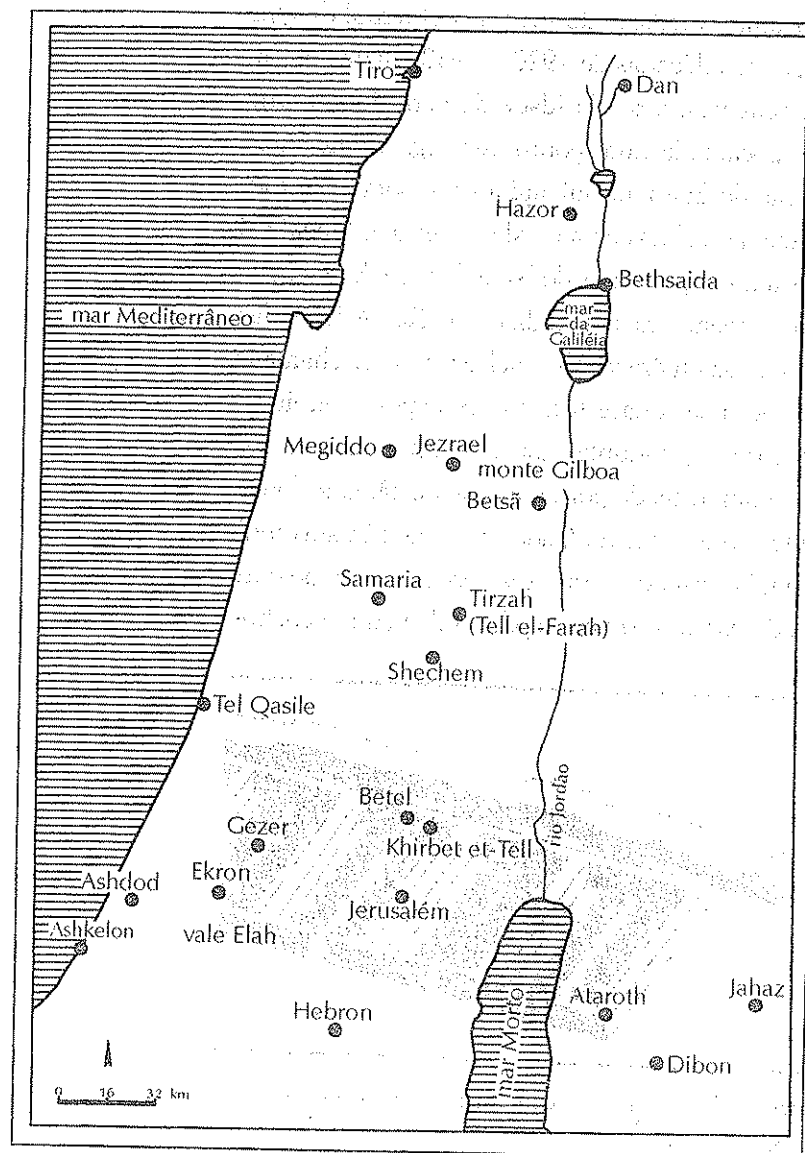 Tiro
Dan
Hazor
Bethsaida
mar Mediterrâneo
mar
da
Galiléia
Megiddo
Jezrael
monte Gilboa
Betsã
Samaria
Tirzah
(Tell el-Farah)
Shechem
Tel Qasile
rio Jordão
Betel
Gezer
Khirbet et-Tell
Ashdod
Ekron
Jerusalém
Ashkelon
vale Elah
mar Morto
Ataroth
Jahaz
Hebron
Dibon
0 16 32 km